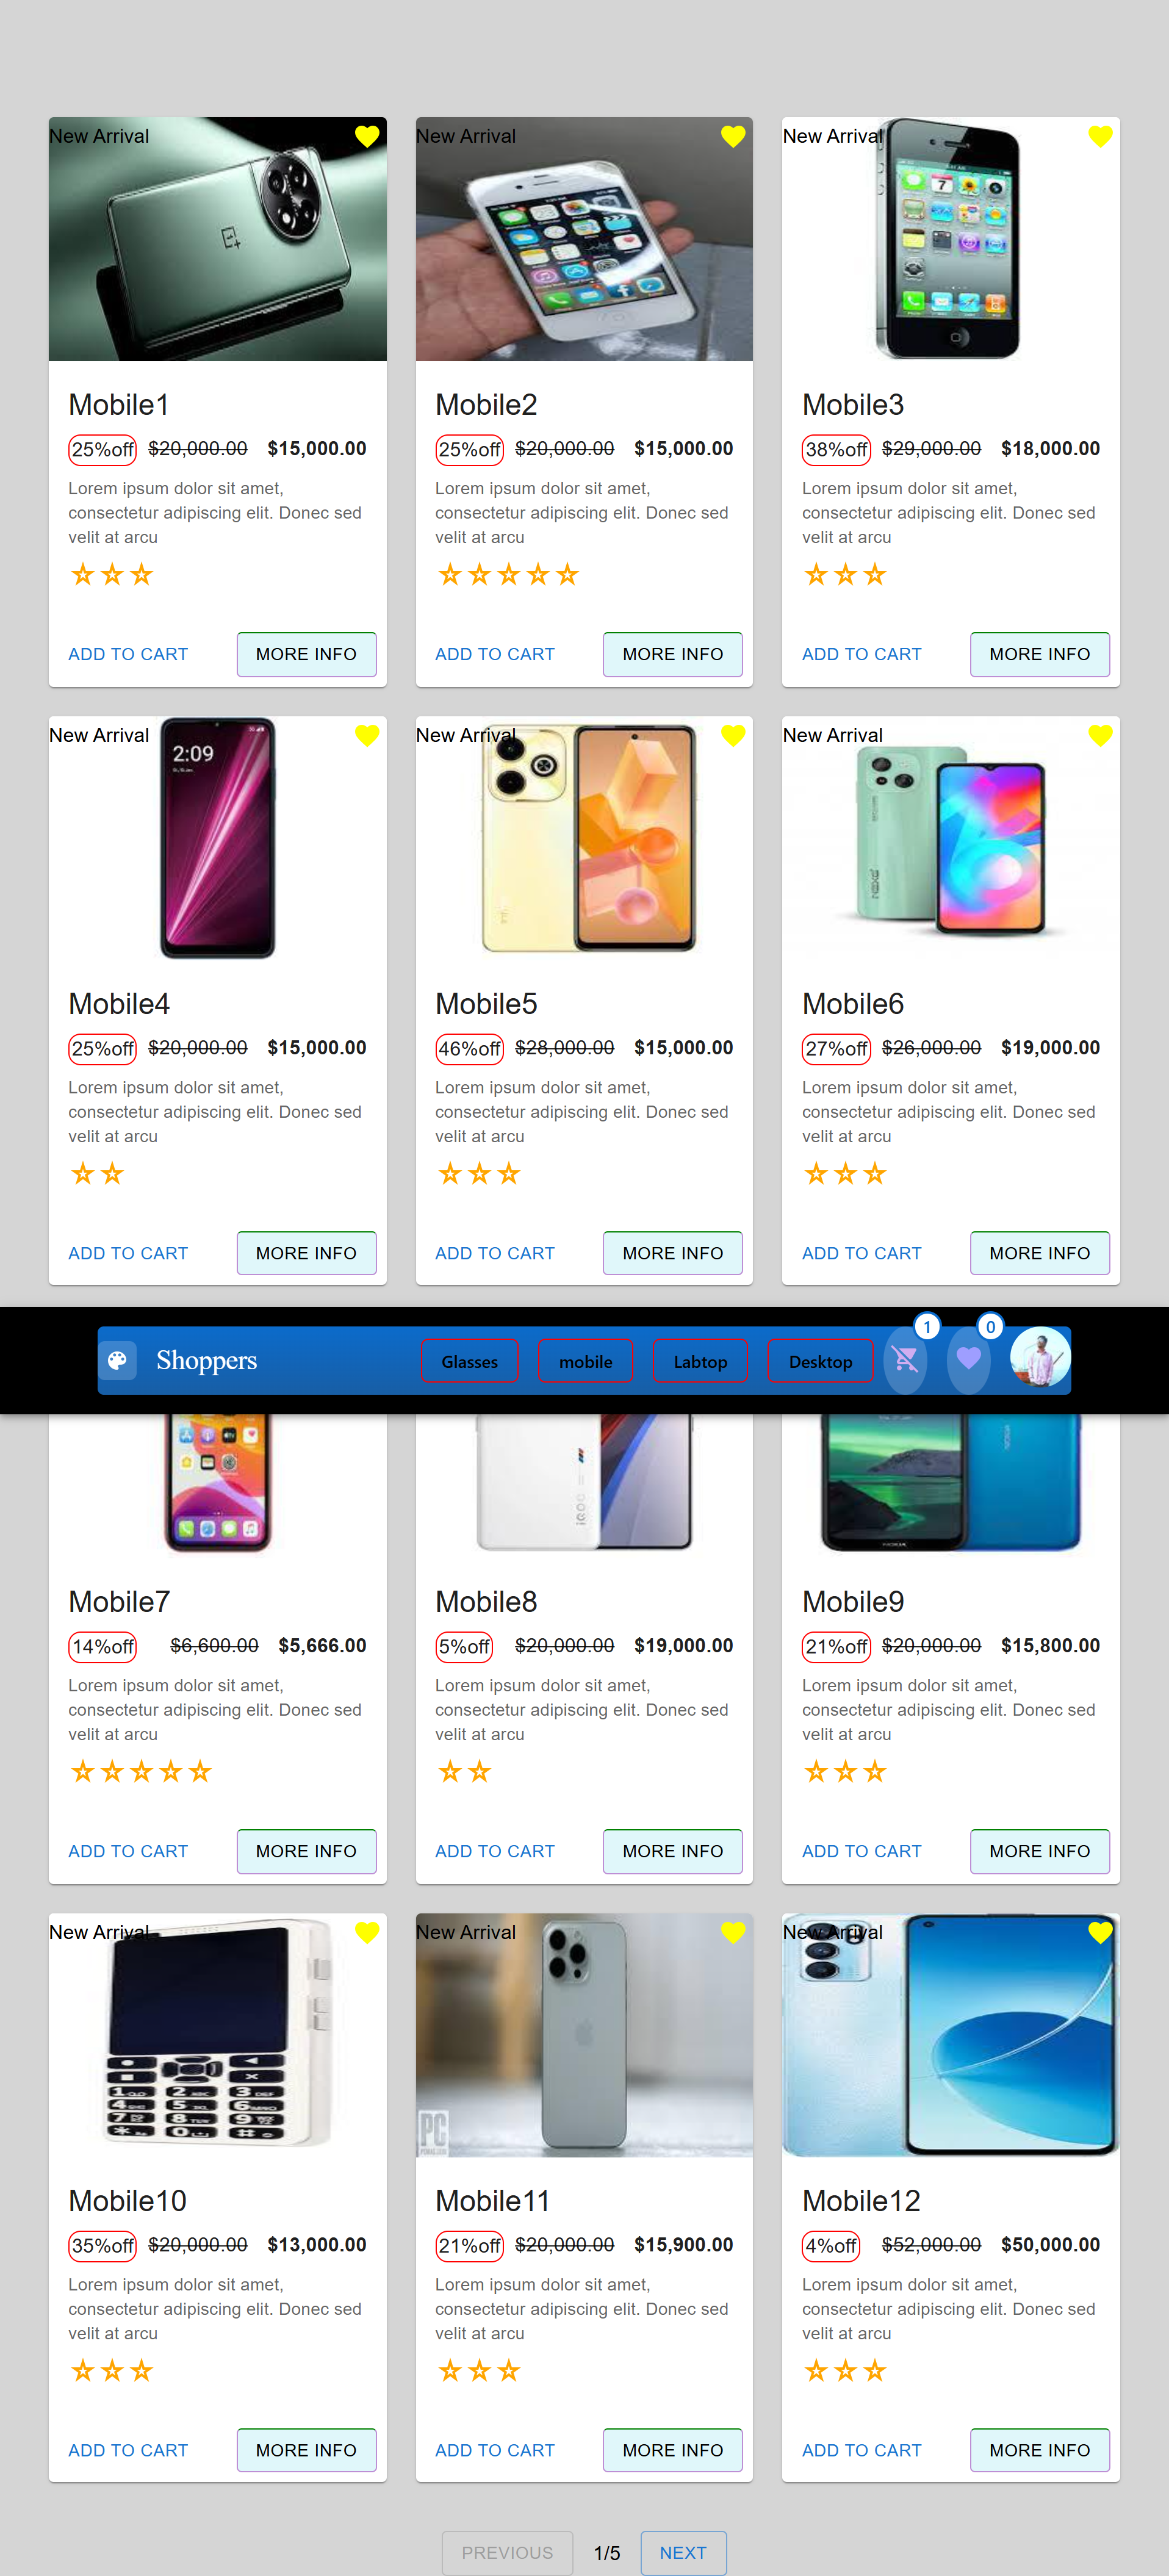 New Arrival
New Arrival
New Arrival
Mobile1
25%off $20,000.00 $15,000.00
Lorem ipsum dolor sit amet,
consectetur adipiscing elit. Donec sed
velit at arcu
ADD TO CART MORE INFO
Mobile2
25%off $20,000.00 $15,000.00
Lorem ipsum dolor sit amet,
consectetur adipiscing elit. Donec sed
velit at arcu
ADD TO CART MORE INFO
Mobile3
38%off $29,000.00 $18,000.00
Lorem ipsum dolor sit amet,
consectetur adipiscing elit. Donec sed
velit at arcu
ADD TO CART MORE INFO
New Arrival
2:09
New Arrival
New Arrival
Mobile4
25%off $20,000.00 $15,000.00
Lorem ipsum dolor sit amet,
consectetur adipiscing elit. Donec sed
velit at arcu
ADD TO CART MORE INFO
Mobile5
46%off $28,000.00 $15,000.00
Lorem ipsum dolor sit amet,
consectetur adipiscing elit. Donec sed
velit at arcu
ADD TO CART MORE INFO
Mobile6
27%off $26,000.00 $19,000.00
Lorem ipsum dolor sit amet,
consectetur adipiscing elit. Donec sed
velit at arcu
ADD TO CART MORE INFO
Shoppers Glasses mobile Labtop Desktop 1 0
iQOO
NOKIA
Mobile7
14%off $6,600.00 $5,666.00
Lorem ipsum dolor sit amet,
consectetur adipiscing elit. Donec sed
velit at arcu
ADD TO CART MORE INFO
Mobile8
5%off $20,000.00 $19,000.00
Lorem ipsum dolor sit amet,
consectetur adipiscing elit. Donec sed
velit at arcu
ADD TO CART MORE INFO
Mobile9
21%off $20,000.00 $15,800.00
Lorem ipsum dolor sit amet,
consectetur adipiscing elit. Donec sed
velit at arcu
ADD TO CART MORE INFO
New Arrival
1 2 3
4 5 6
7 8 9
* 0 #
New Arrival
PC
New Arrival
Mobile10
35%off $20,000.00 $13,000.00
Lorem ipsum dolor sit amet,
consectetur adipiscing elit. Donec sed
velit at arcu
ADD TO CART MORE INFO
Mobile11
21%off $20,000.00 $15,900.00
Lorem ipsum dolor sit amet,
consectetur adipiscing elit. Donec sed
velit at arcu
ADD TO CART MORE INFO
Mobile12
4%off $52,000.00 $50,000.00
Lorem ipsum dolor sit amet,
consectetur adipiscing elit. Donec sed
velit at arcu
ADD TO CART MORE INFO
PREVIOUS 1/5 NEXT